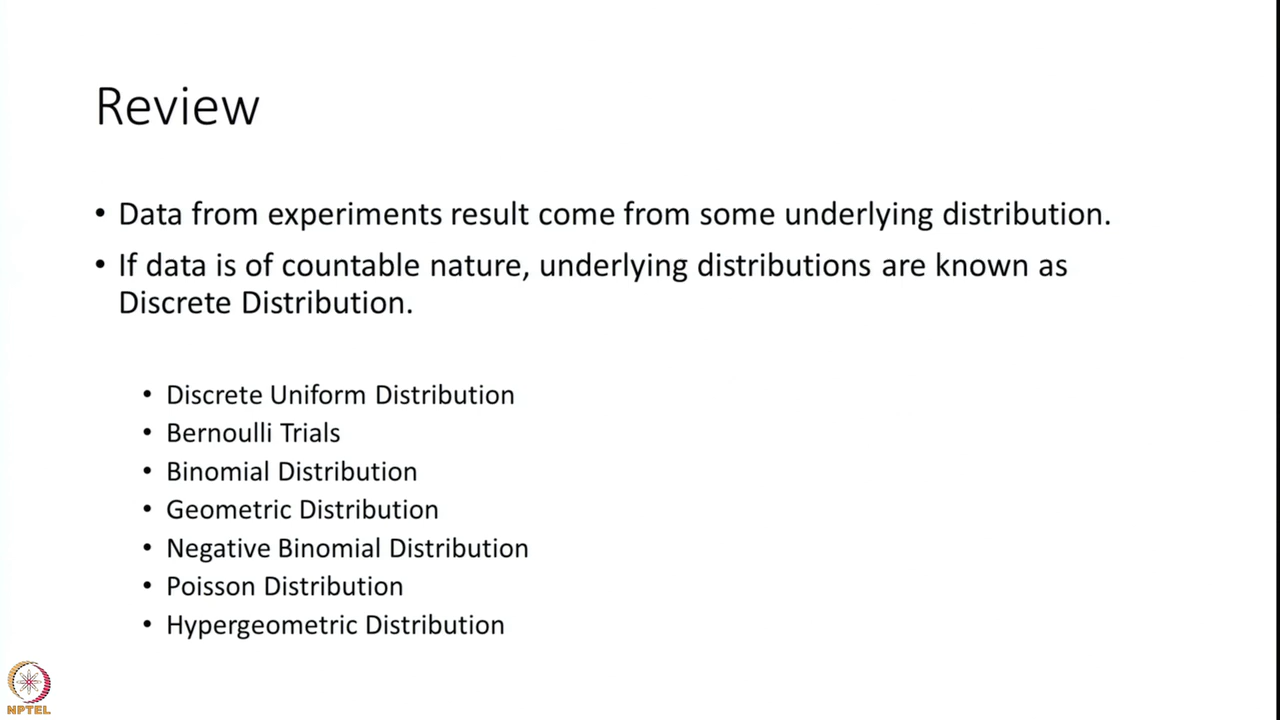 Review
• Data from experiments result come from some underlying distribution.
• If data is of countable nature, underlying distributions are known as
Discrete Distribution.
• Discrete Uniform Distribution
• Bernoulli Trials
• Binomial Distribution
• Geometric Distribution
• Negative Binomial Distribution
• Poisson Distribution
• Hypergeometric Distribution
NPTEL